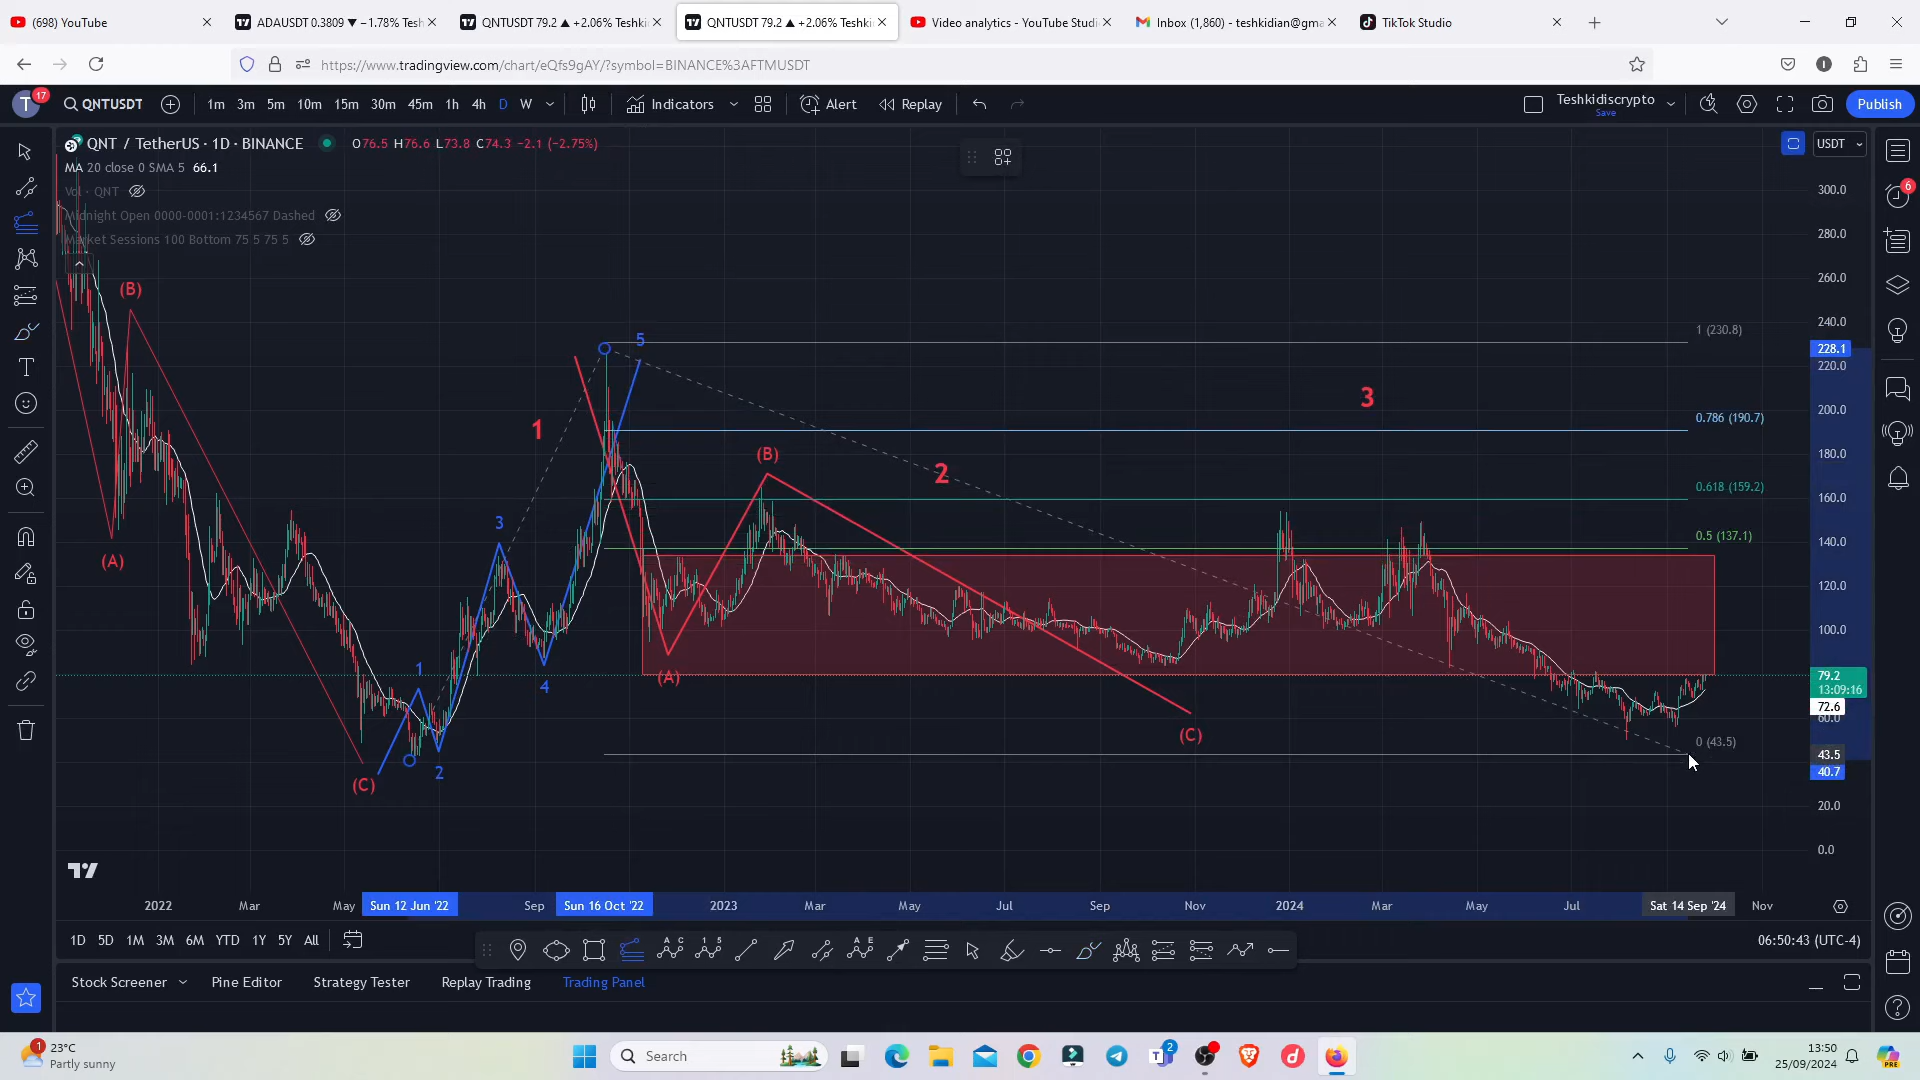 (698) YouTube
ADAUSDT 0.3809 ▼ −1.78% Tesh
QNTUSDT 79.2 ▲ +2.06% Teshki
QNTUSDT 79.2 ▲ +2.06% Teshki
Video analytics - YouTube Studi
Inbox (1,860) - teshkidian@gma
TikTok Studio
https://www.tradingview.com/chart/eQfs9gAY/?symbol=BINANCE%3AFTMUSDT
T
17
QNTUSDT
1m 3m 5m 10m 15m 30m 45m 1h 4h D W
Indicators
Alert
Replay
Teshkidiscrypto
Save
Publish
QNT / TetherUS · 1D · BINANCE
O76.5 H76.6 L73.8 C74.3 −2.1 (−2.75%)
USDT
MA 20 close 0 SMA 5 66.1
Vol · QNT
Midnight Open 0000-0001:1234567 Dashed
Market Sessions 100 Bottom 75 5 75 5
6
300.0
280.0
260.0
240.0
228.1
220.0
200.0
180.0
160.0
140.0
120.0
100.0
79.2
13:09:16
72.6
60.0
43.5
40.7
20.0
0.0
(B)
(A)
(C)
1
2
3
4
5
1
(A)
(B)
2
(C)
3
1 (230.8)
0.786 (190.7)
0.618 (159.2)
0.5 (137.1)
0 (43.5)
2022 Mar May Sun 12 Jun '22 Sep Sun 16 Oct '22 2023 Mar May Jul Sep Nov 2024 Mar May Jul Sat 14 Sep '24 Nov
1D 5D 1M 3M 6M YTD 1Y 5Y All
06:50:43 (UTC-4)
Stock Screener
Pine Editor
Strategy Tester
Replay Trading
Trading Panel
1
23°C
Partly sunny
Search
2
13:50
25/09/2024